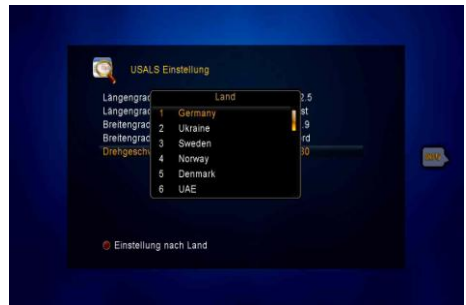 USALS Einstellung
Land
Längengrad
2.5
1 Germany
Längengrad
st
2 Ukraine
Breitengrad
.9
3 Sweden
Breitengrad
rd
4 Norway
Drehgeschw
30
5 Denmark
6 UAE
Einstellung nach Land